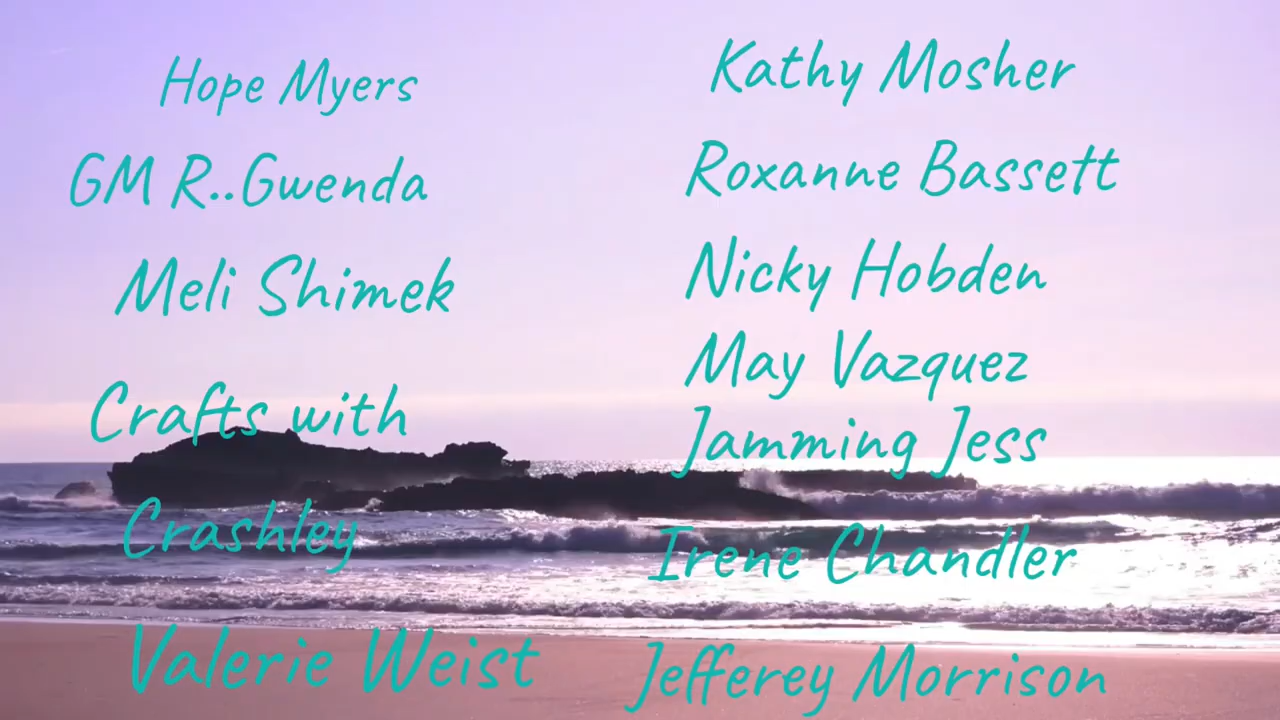 Hope Myers
GM R..Gwenda
Meli Shimek
Crafts with
Crashley
Valerie Weist
Kathy Mosher
Roxanne Bassett
Nicky Hobden
May Vazquez
Jamming Jess
Irene Chandler
Jefferey Morrison